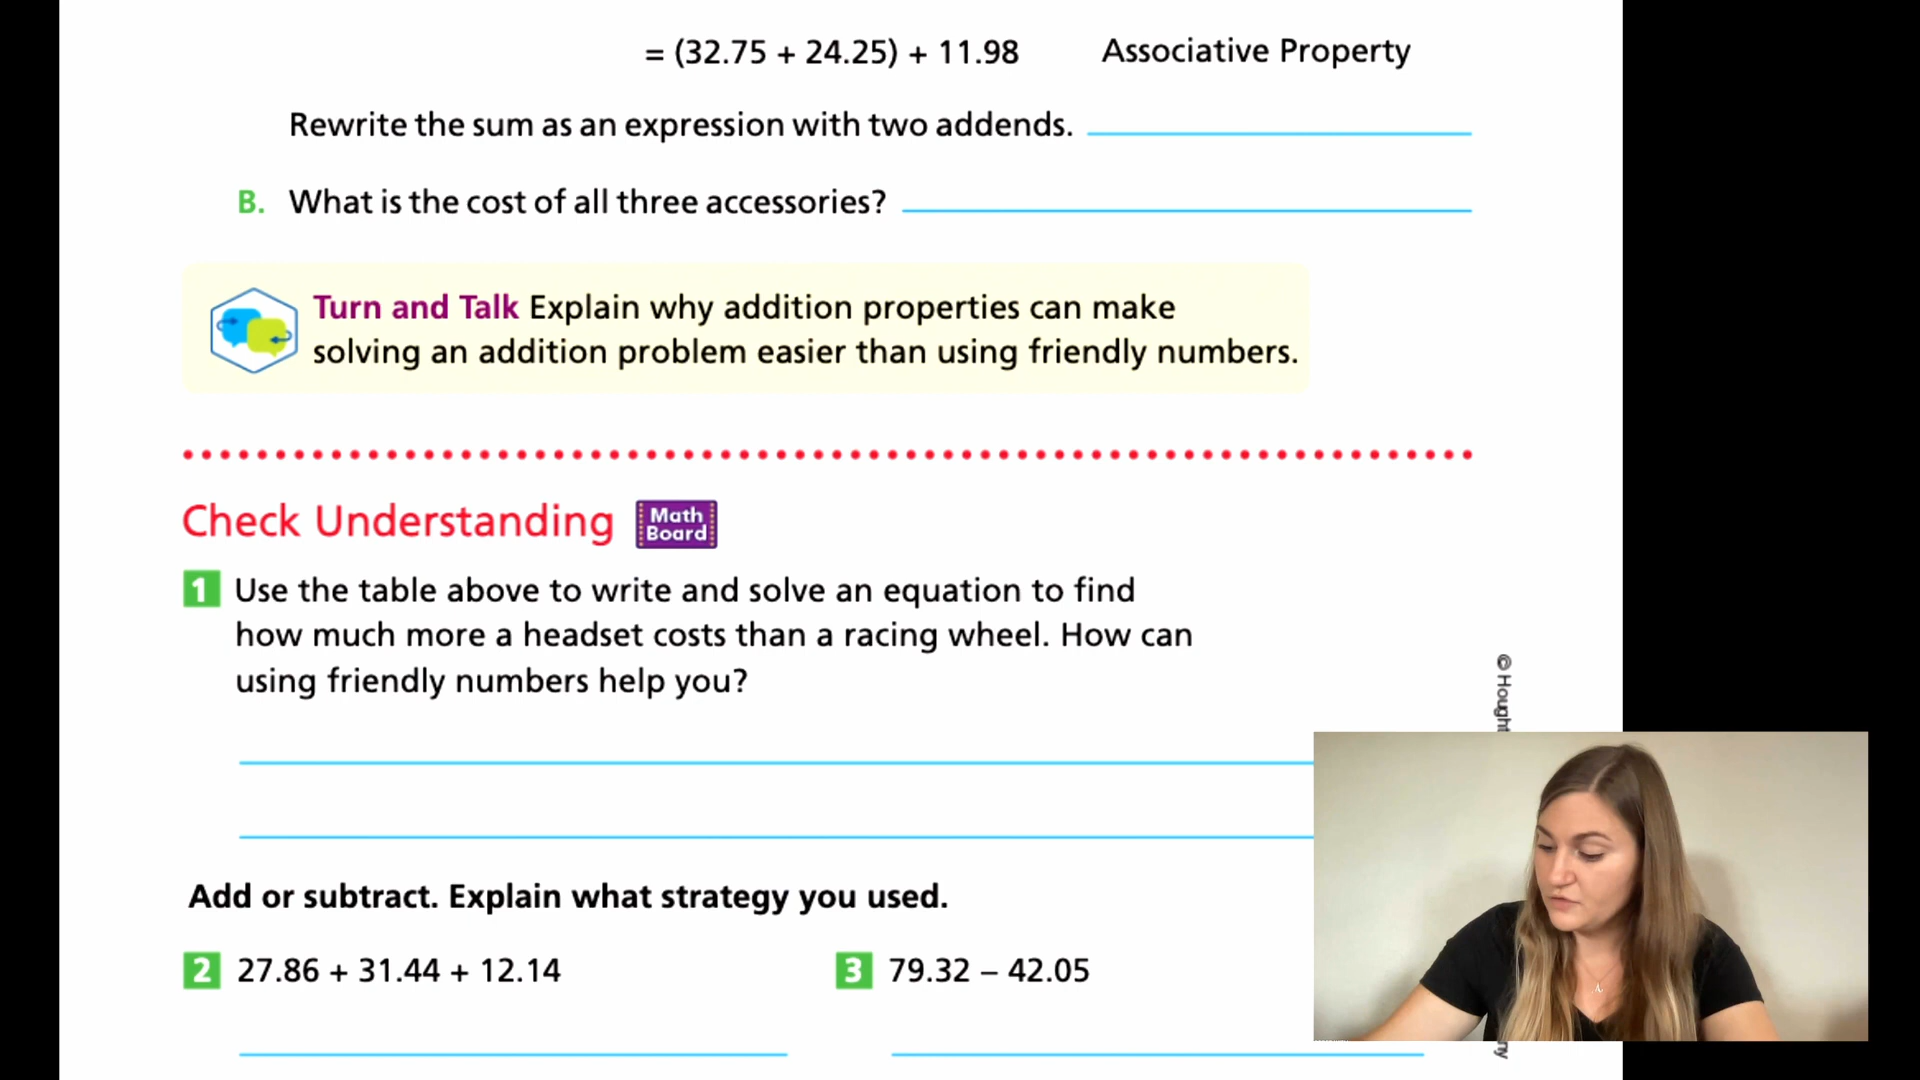 = (32.75 + 24.25) + 11.98 Associative Property
Rewrite the sum as an expression with two addends.
B. What is the cost of all three accessories?
Turn and Talk Explain why addition properties can make
solving an addition problem easier than using friendly numbers.
Check Understanding Math Board
1 Use the table above to write and solve an equation to find
how much more a headset costs than a racing wheel. How can
using friendly numbers help you?
Add or subtract. Explain what strategy you used.
2 27.86 + 31.44 + 12.14
3 79.32 – 42.05
©